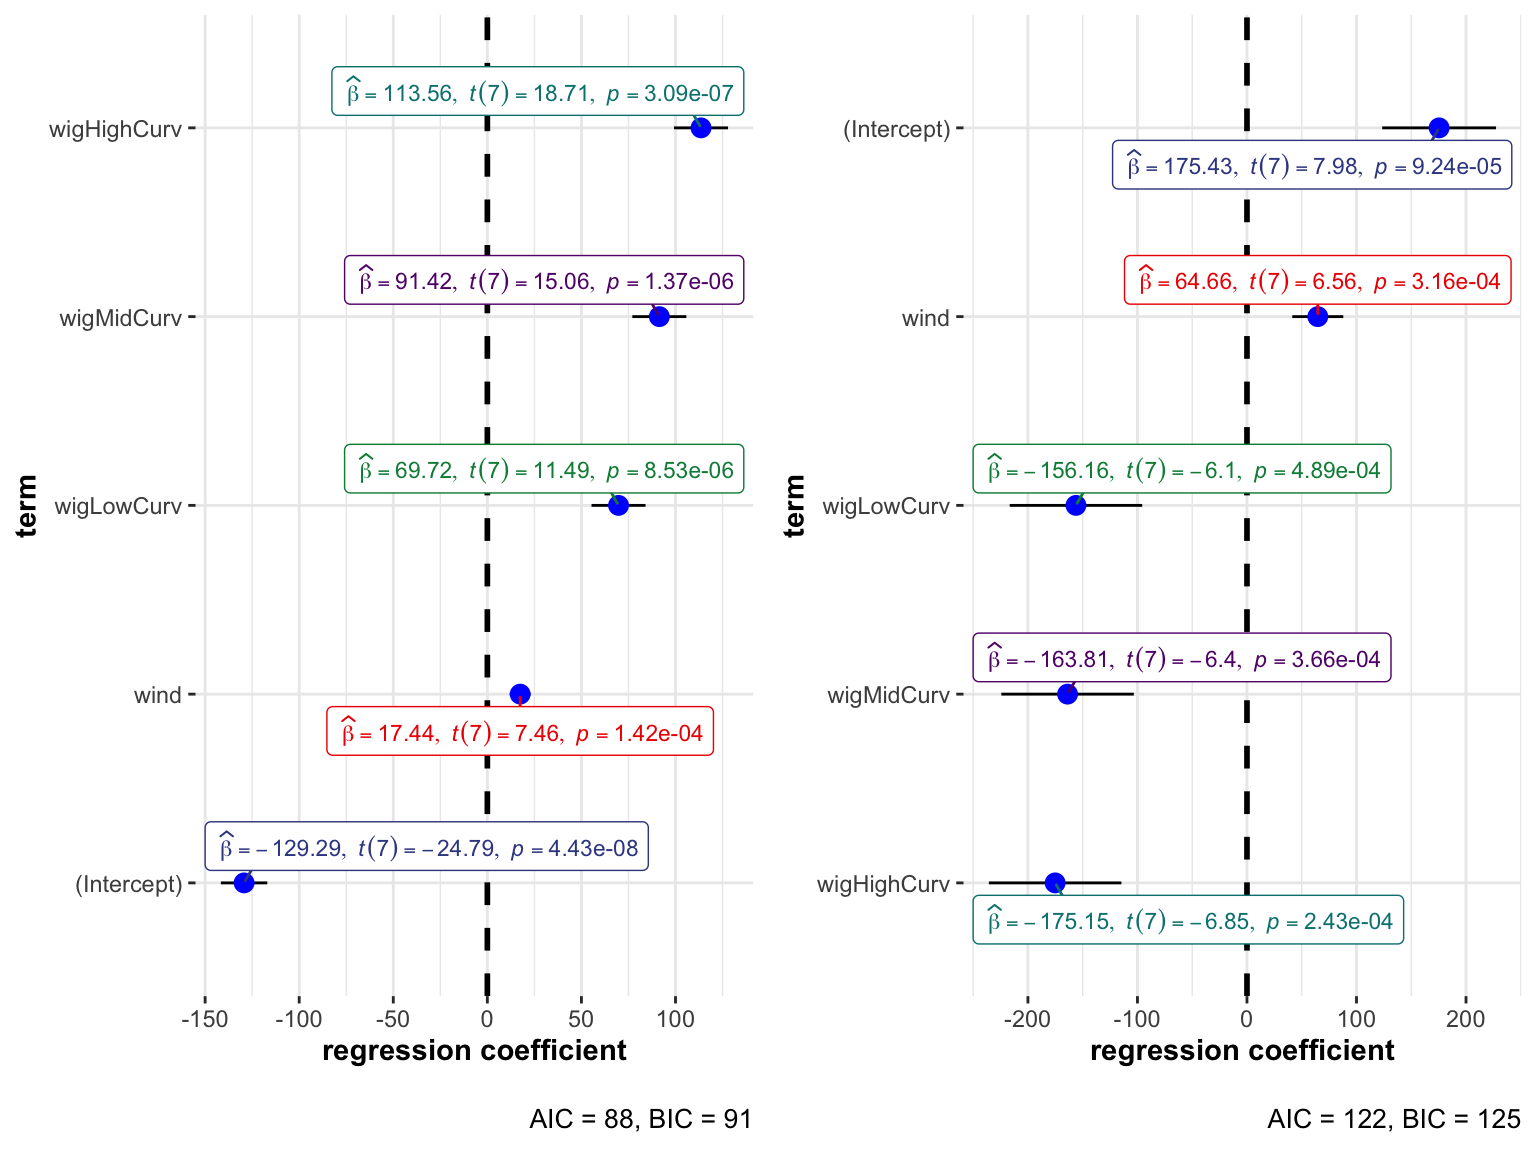 β̂ = 113.56, t(7) = 18.71, p = 3.09e-07
wigHighCurv
β̂ = 91.42, t(7) = 15.06, p = 1.37e-06
wigMidCurv
β̂ = 69.72, t(7) = 11.49, p = 8.53e-06
wigLowCurv
term
wind
β̂ = 17.44, t(7) = 7.46, p = 1.42e-04
β̂ = −129.29, t(7) = −24.79, p = 4.43e-08
(Intercept)
-150 -100 -50 0 50 100
regression coefficient
AIC = 88, BIC = 91
(Intercept)
β̂ = 175.43, t(7) = 7.98, p = 9.24e-05
β̂ = 64.66, t(7) = 6.56, p = 3.16e-04
wind
β̂ = −156.16, t(7) = −6.1, p = 4.89e-04
wigLowCurv
term
β̂ = −163.81, t(7) = −6.4, p = 3.66e-04
wigMidCurv
wigHighCurv
β̂ = −175.15, t(7) = −6.85, p = 2.43e-04
-200 -100 0 100 200
regression coefficient
AIC = 122, BIC = 125